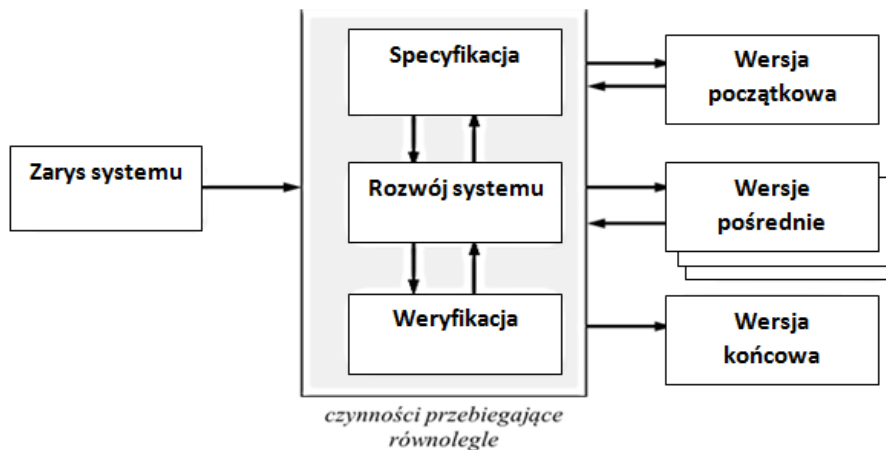 Zarys systemu
Specyfikacja
Rozwój systemu
Weryfikacja
czynności przebiegające
równolegle
Wersja
początkowa
Wersje
pośrednie
Wersja
końcowa